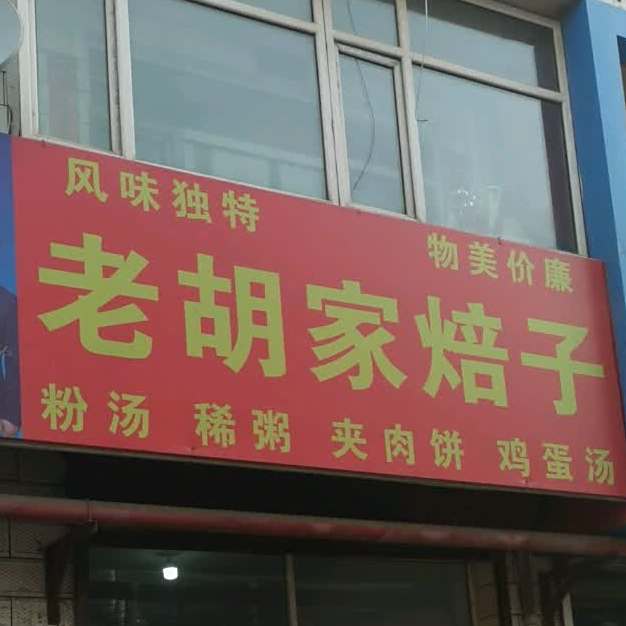 风味独特
物美价廉
老胡家焙子
粉汤 稀粥 夹肉饼 鸡蛋汤